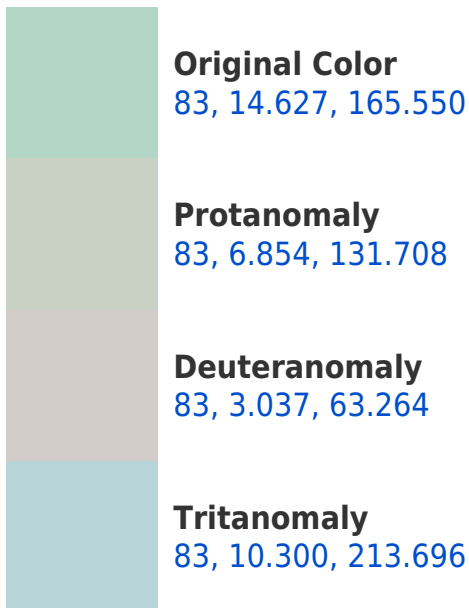 Original Color
83, 14.627, 165.550
Protanomaly
83, 6.854, 131.708
Deuteranomaly
83, 3.037, 63.264
Tritanomaly
83, 10.300, 213.696